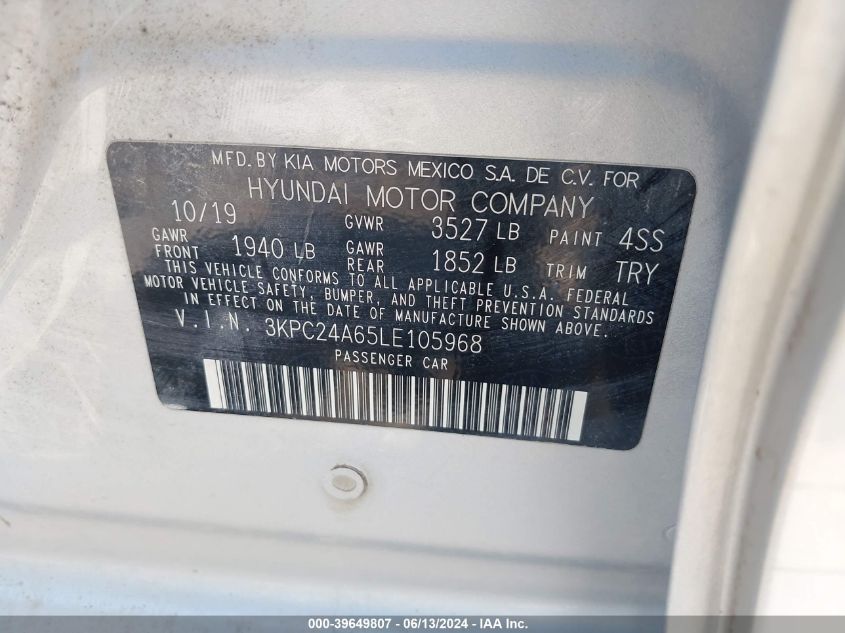 MFD. BY KIA MOTORS MEXICO S.A. DE C.V. FOR
HYUNDAI MOTOR COMPANY
10/19 GVWR 3527 LB PAINT 4SS
GAWR FRONT 1940 LB GAWR REAR 1852 LB TRIM TRY
THIS VEHICLE CONFORMS TO ALL APPLICABLE U.S.A. FEDERAL
MOTOR VEHICLE SAFETY, BUMPER, AND THEFT PREVENTION STANDARDS
IN EFFECT ON THE DATE OF MANUFACTURE SHOWN ABOVE.
V.I.N. 3KPC24A65LE105968
PASSENGER CAR
000-39649807 - 06/13/2024 - IAA Inc.